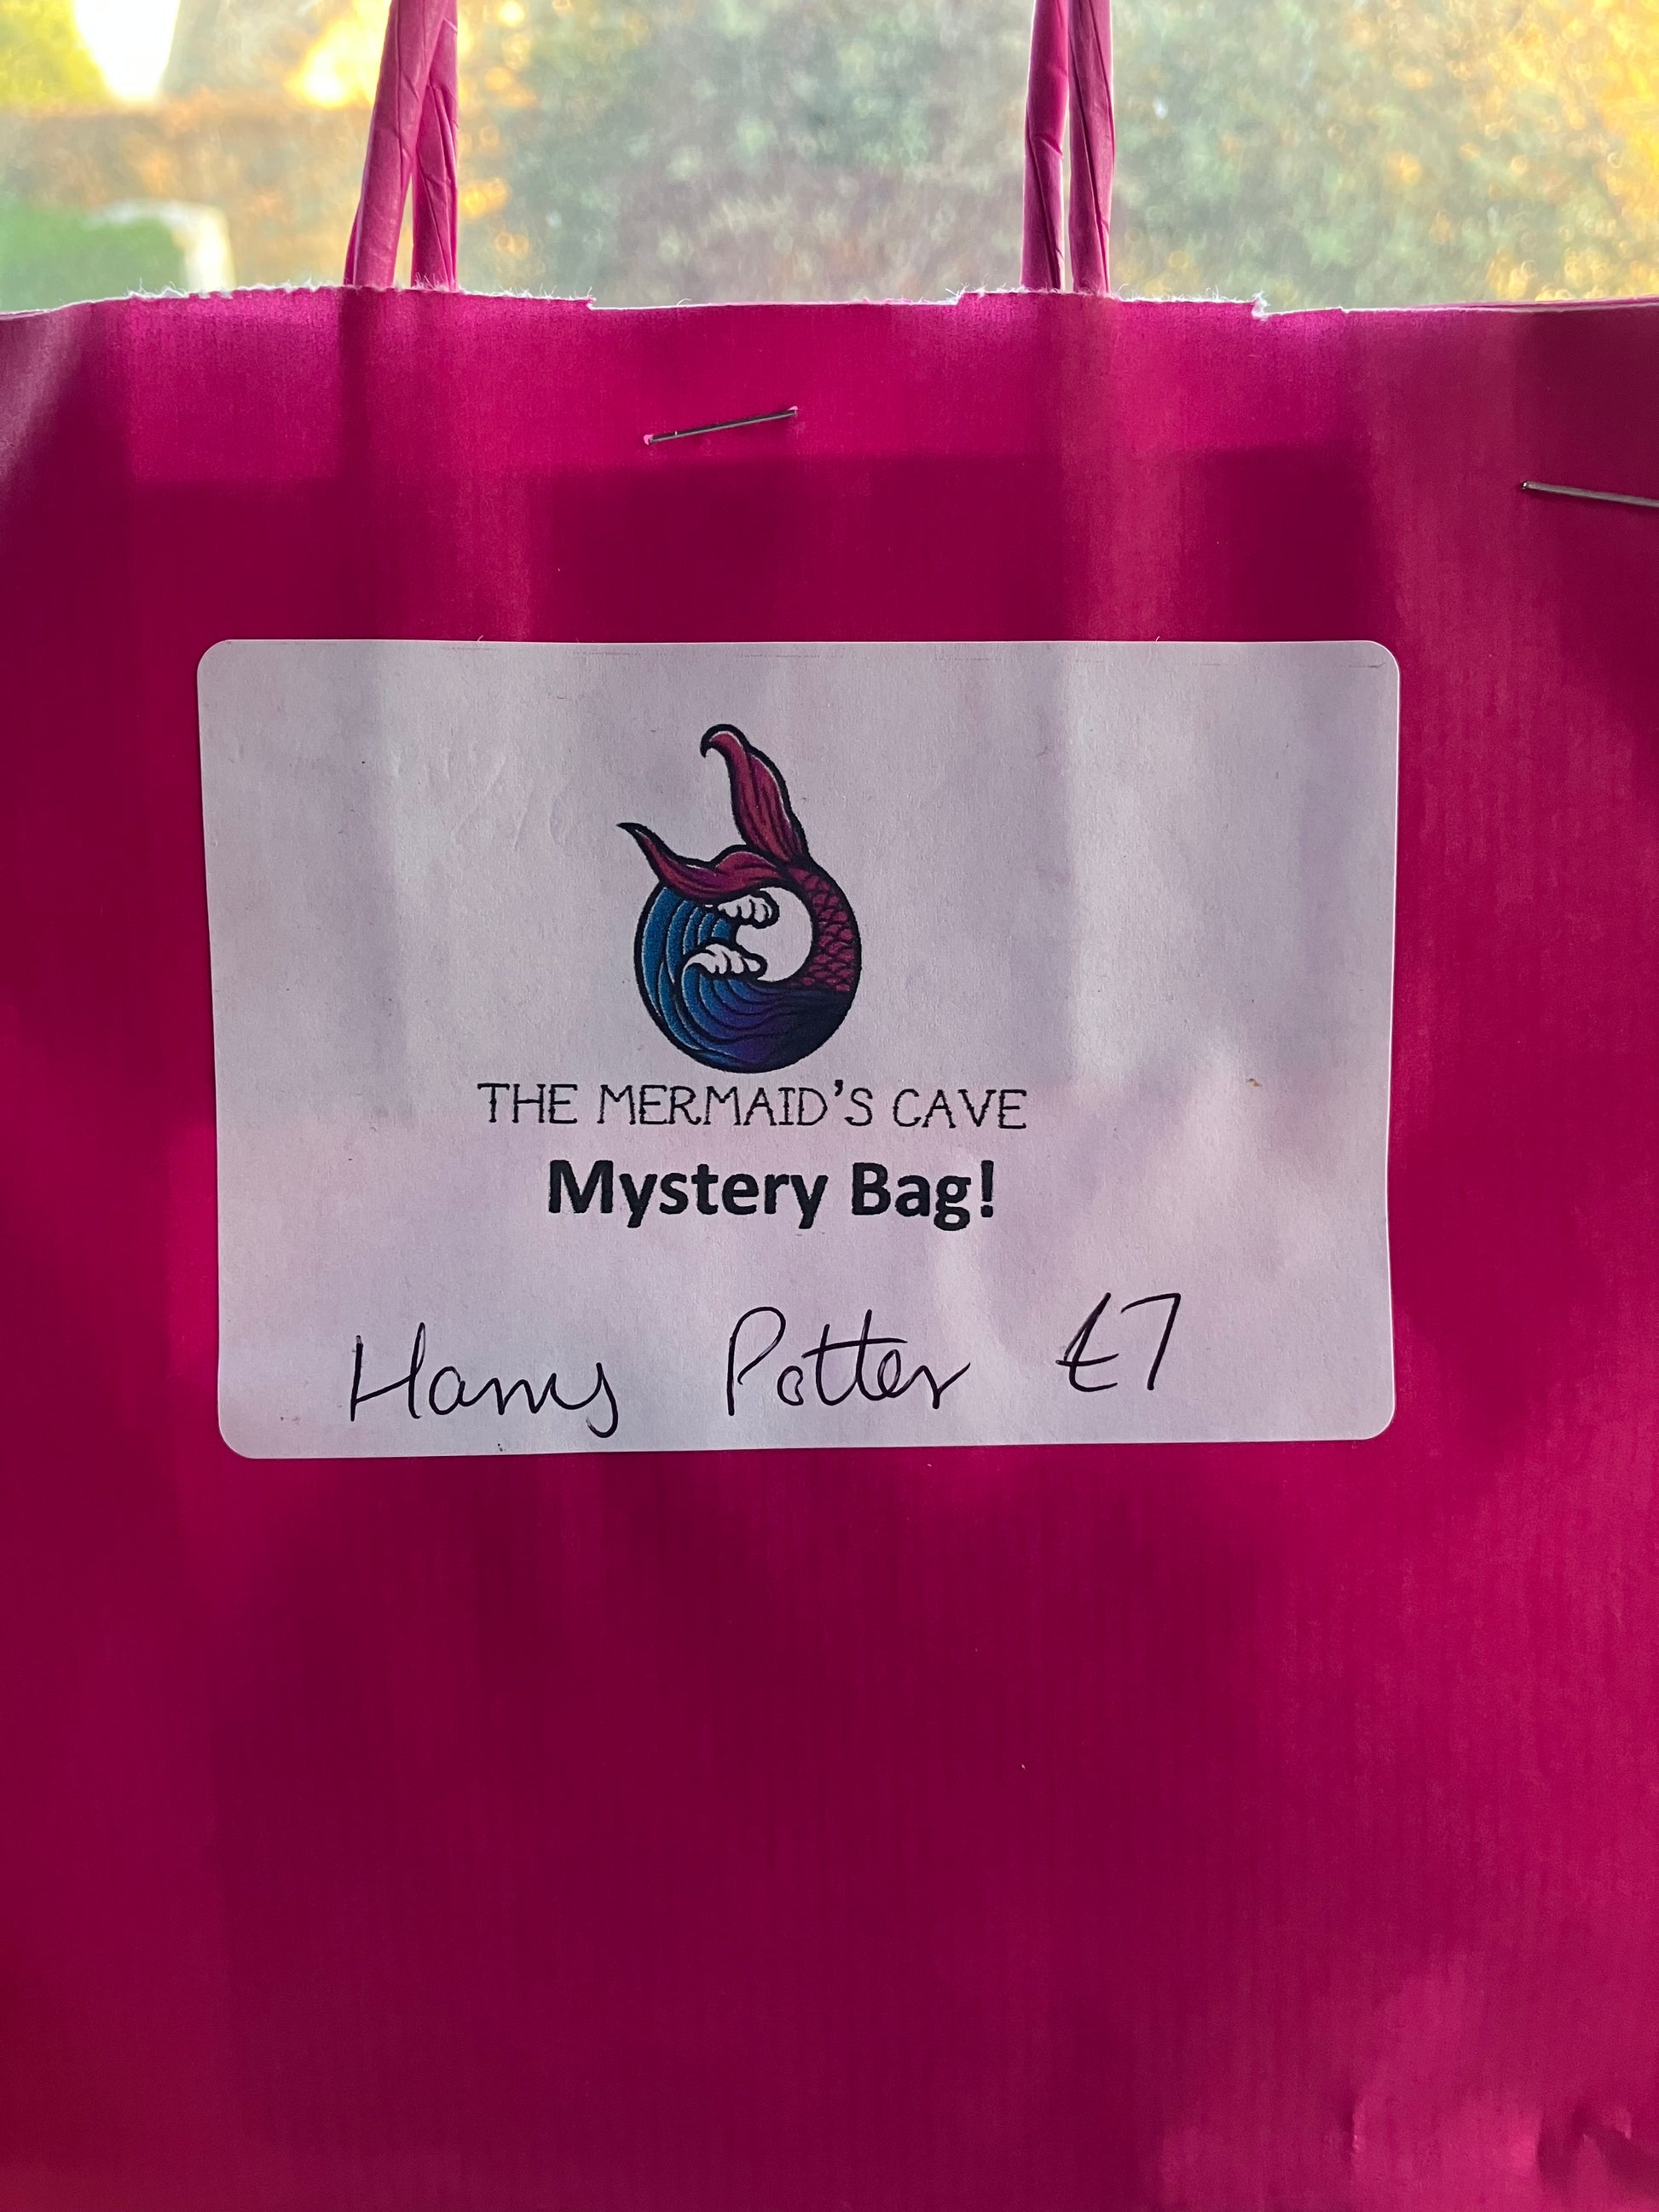 THE MERMAID'S CAVE
Mystery Bag!
Harry Potter £7